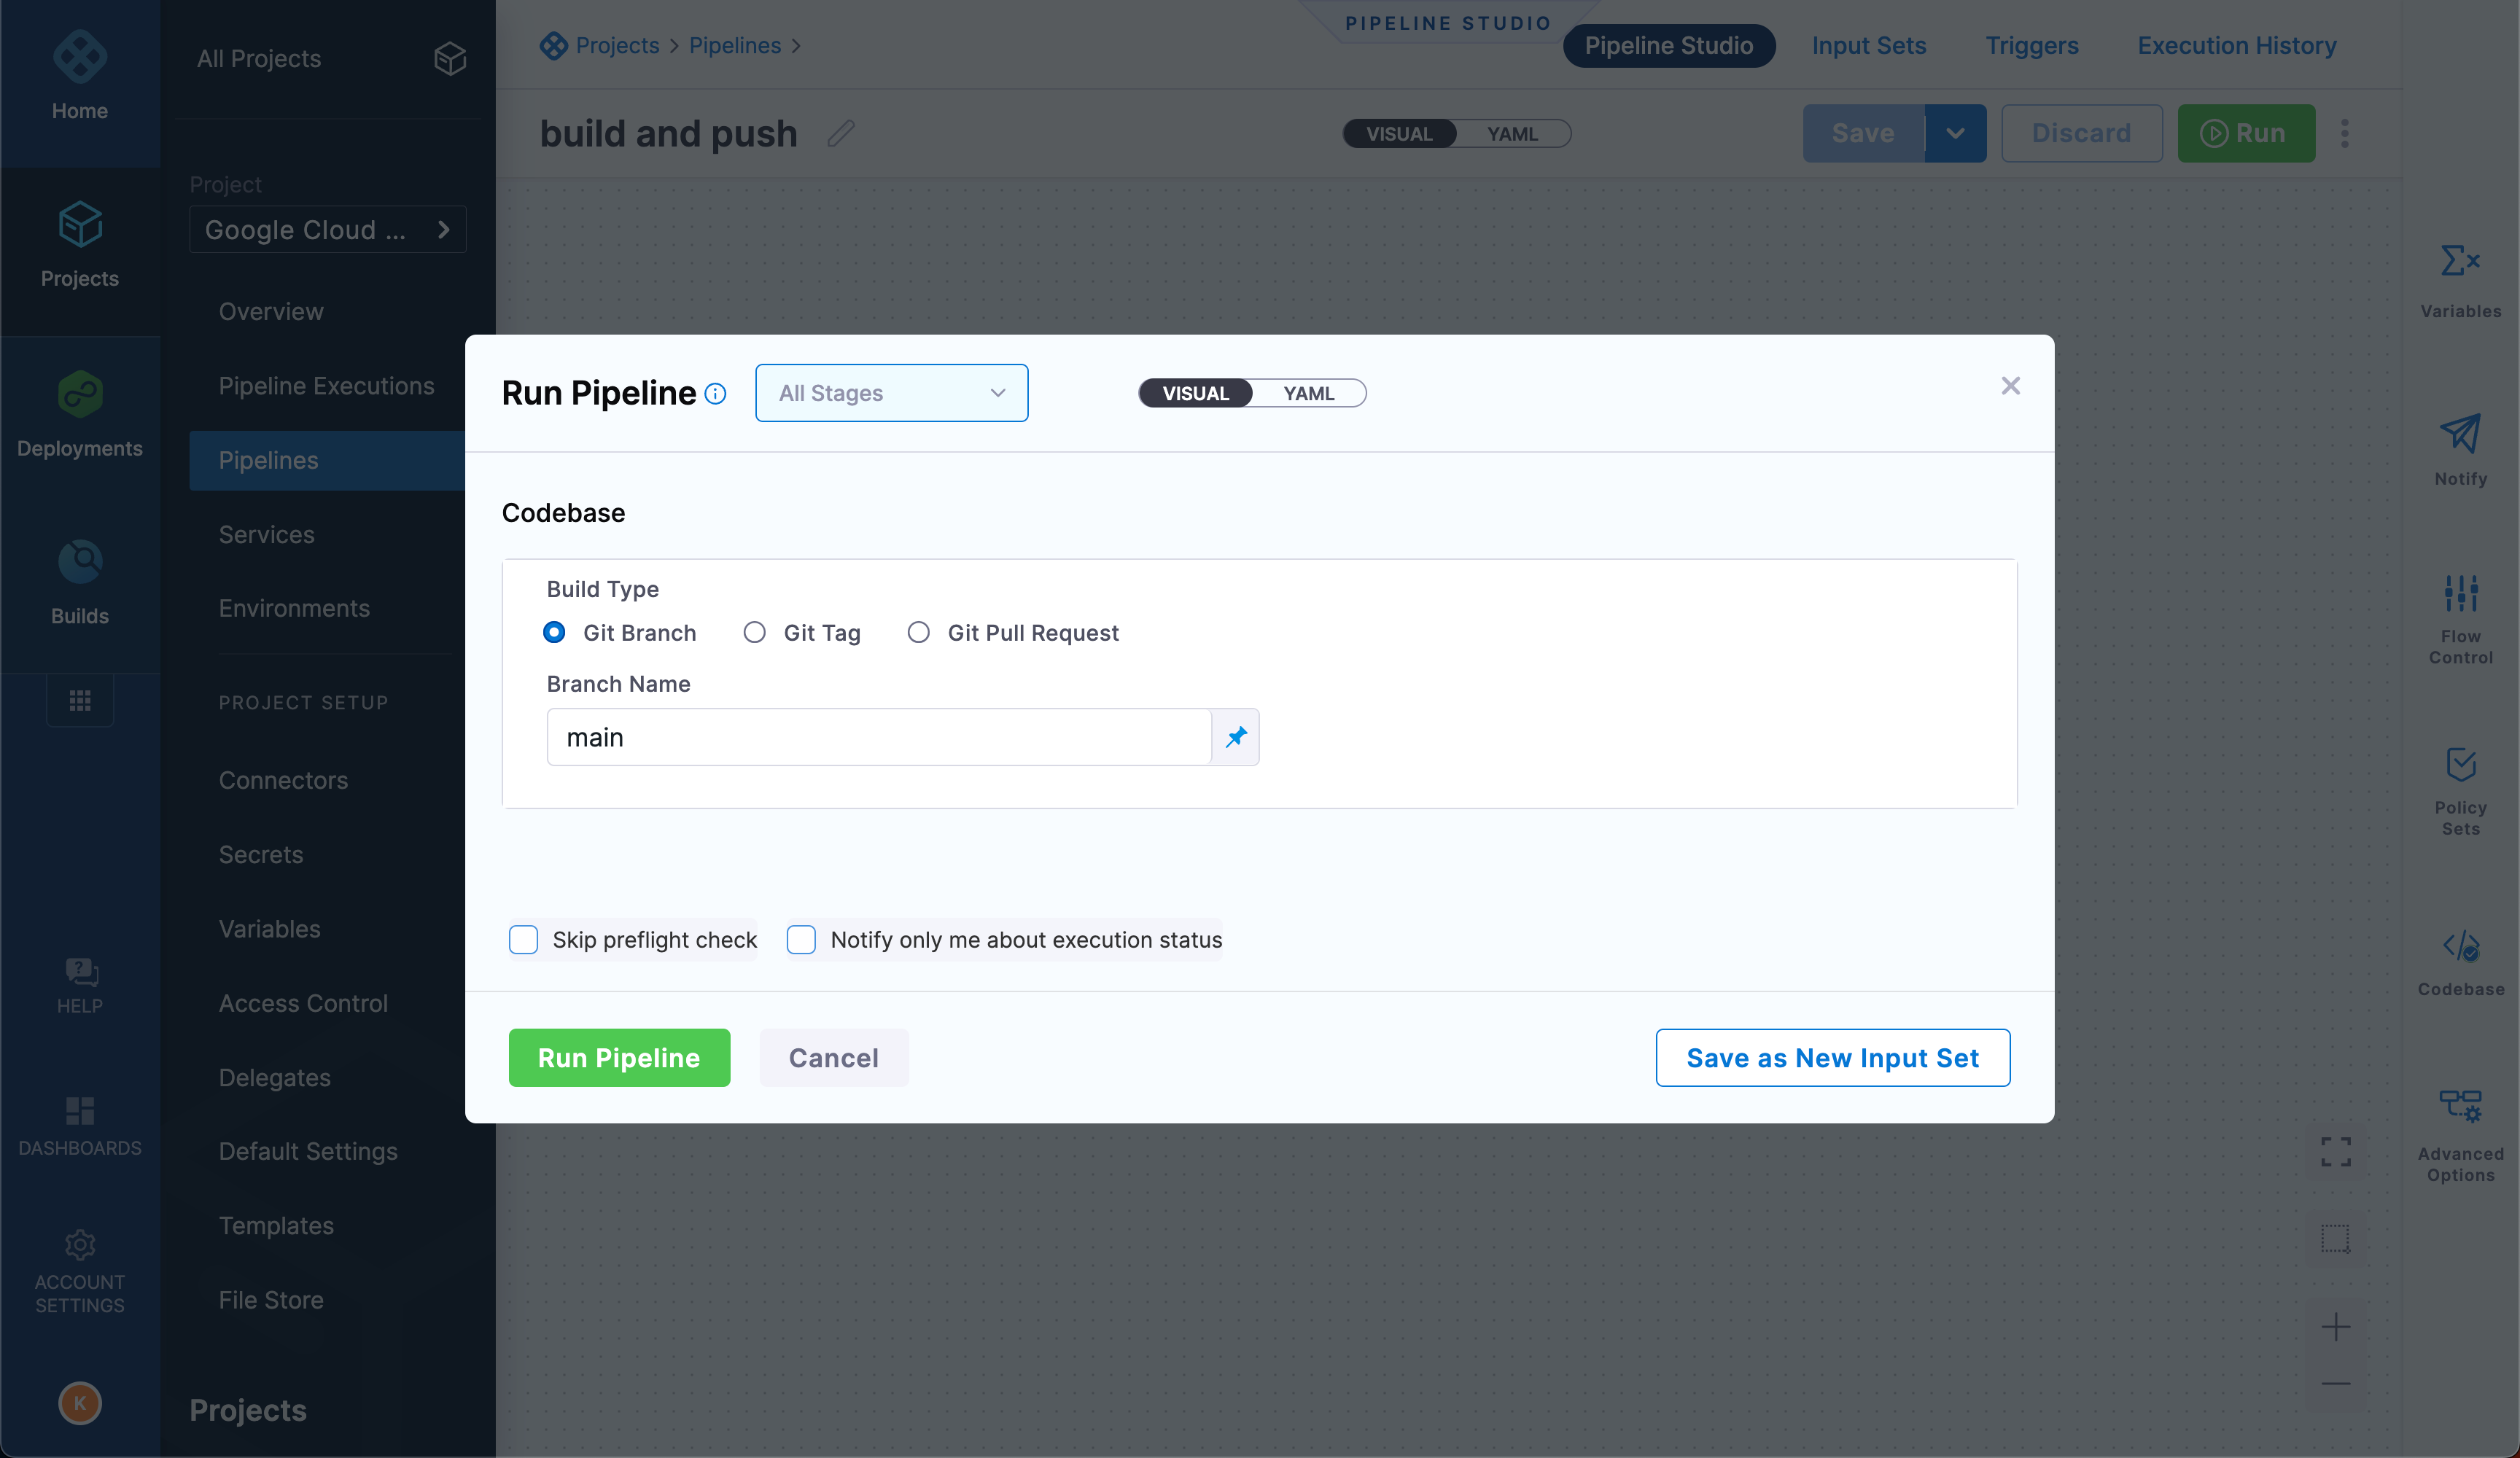 Home
Projects
Deployments
Builds
HELP
DASHBOARDS
ACCOUNT
SETTINGS
K
All Projects
Project
Google Cloud ...
Overview
Pipeline Executions
Pipelines
Services
Environments
PROJECT SETUP
Connectors
Secrets
Variables
Access Control
Delegates
Default Settings
Templates
File Store
Projects
Projects > Pipelines >
PIPELINE STUDIO
Pipeline Studio Input Sets Triggers Execution History
build and push
VISUAL YAML
Save Discard Run
Run Pipeline
All Stages
VISUAL YAML
Codebase
Build Type
Git Branch Git Tag Git Pull Request
Branch Name
main
Skip preflight check Notify only me about execution status
Run Pipeline Cancel Save as New Input Set
Variables
Notify
Flow
Control
Policy
Sets
Codebase
Advanced
Options